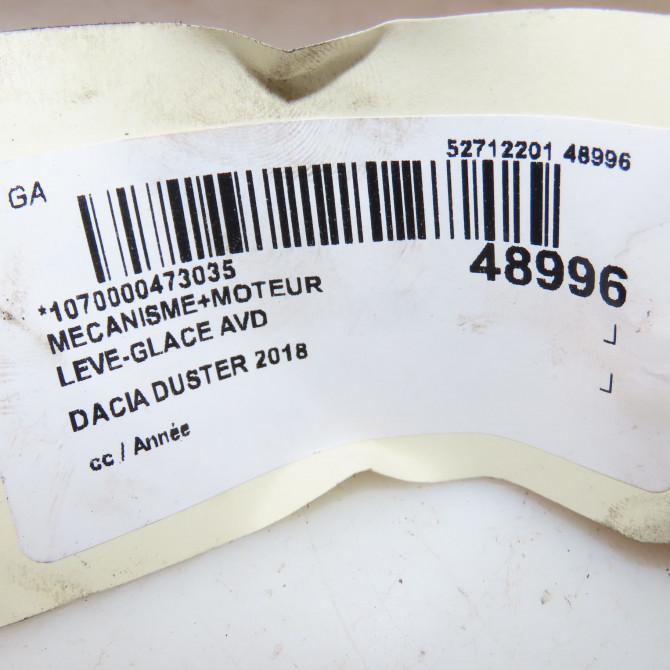 52712201 48996
GA
*1070000473035
48996
MECANISME+MOTEUR
LEVE-GLACE AVD
DACIA DUSTER 2018
cc / Année